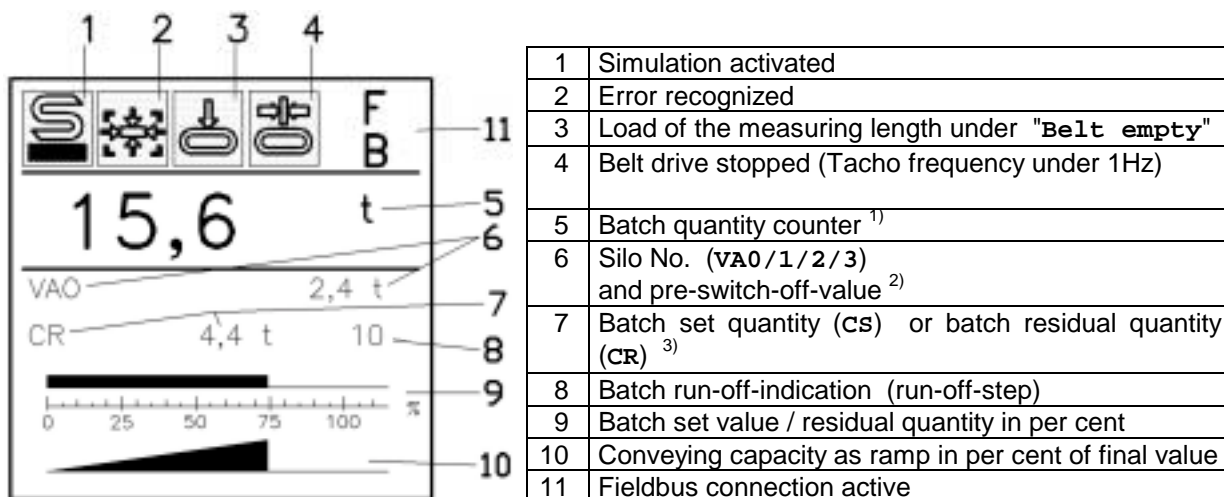 1 2 3 4
F
B
11
15,6 t
5
6
VA0 2,4 t
7
CR 4,4 t 10
8
9
0 25 50 75 100 %
10
1 Simulation activated
2 Error recognized
3 Load of the measuring length under "Belt empty"
4 Belt drive stopped (Tacho frequency under 1Hz)
5 Batch quantity counter 1)
6 Silo No. (VA0/1/2/3)
and pre-switch-off-value 2)
7 Batch set quantity (CS) or batch residual quantity
(CR) 3)
8 Batch run-off-indication (run-off-step)
9 Batch set value / residual quantity in per cent
10 Conveying capacity as ramp in per cent of final value
11 Fieldbus connection active